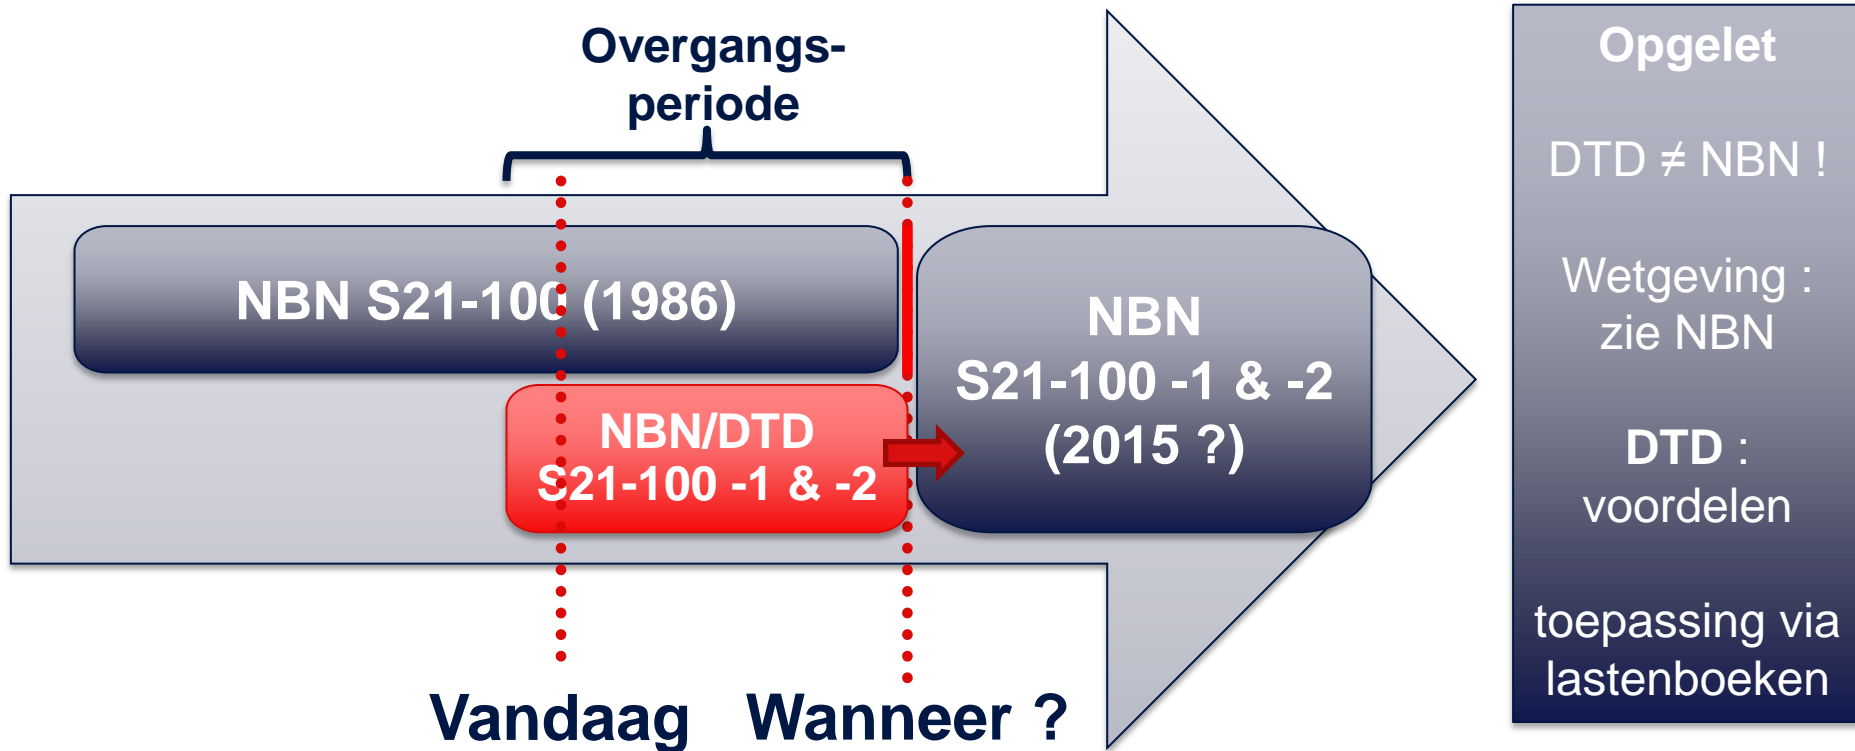 Overgangs-
periode
NBN S21-100 (1986)
NBN/DTD
S21-100 -1 & -2
NBN
S21-100 -1 & -2
(2015 ?)
Vandaag
Wanneer ?
Opgelet
DTD ≠ NBN !
Wetgeving :
zie NBN
DTD :
voordelen
toepassing via
lastenboeken